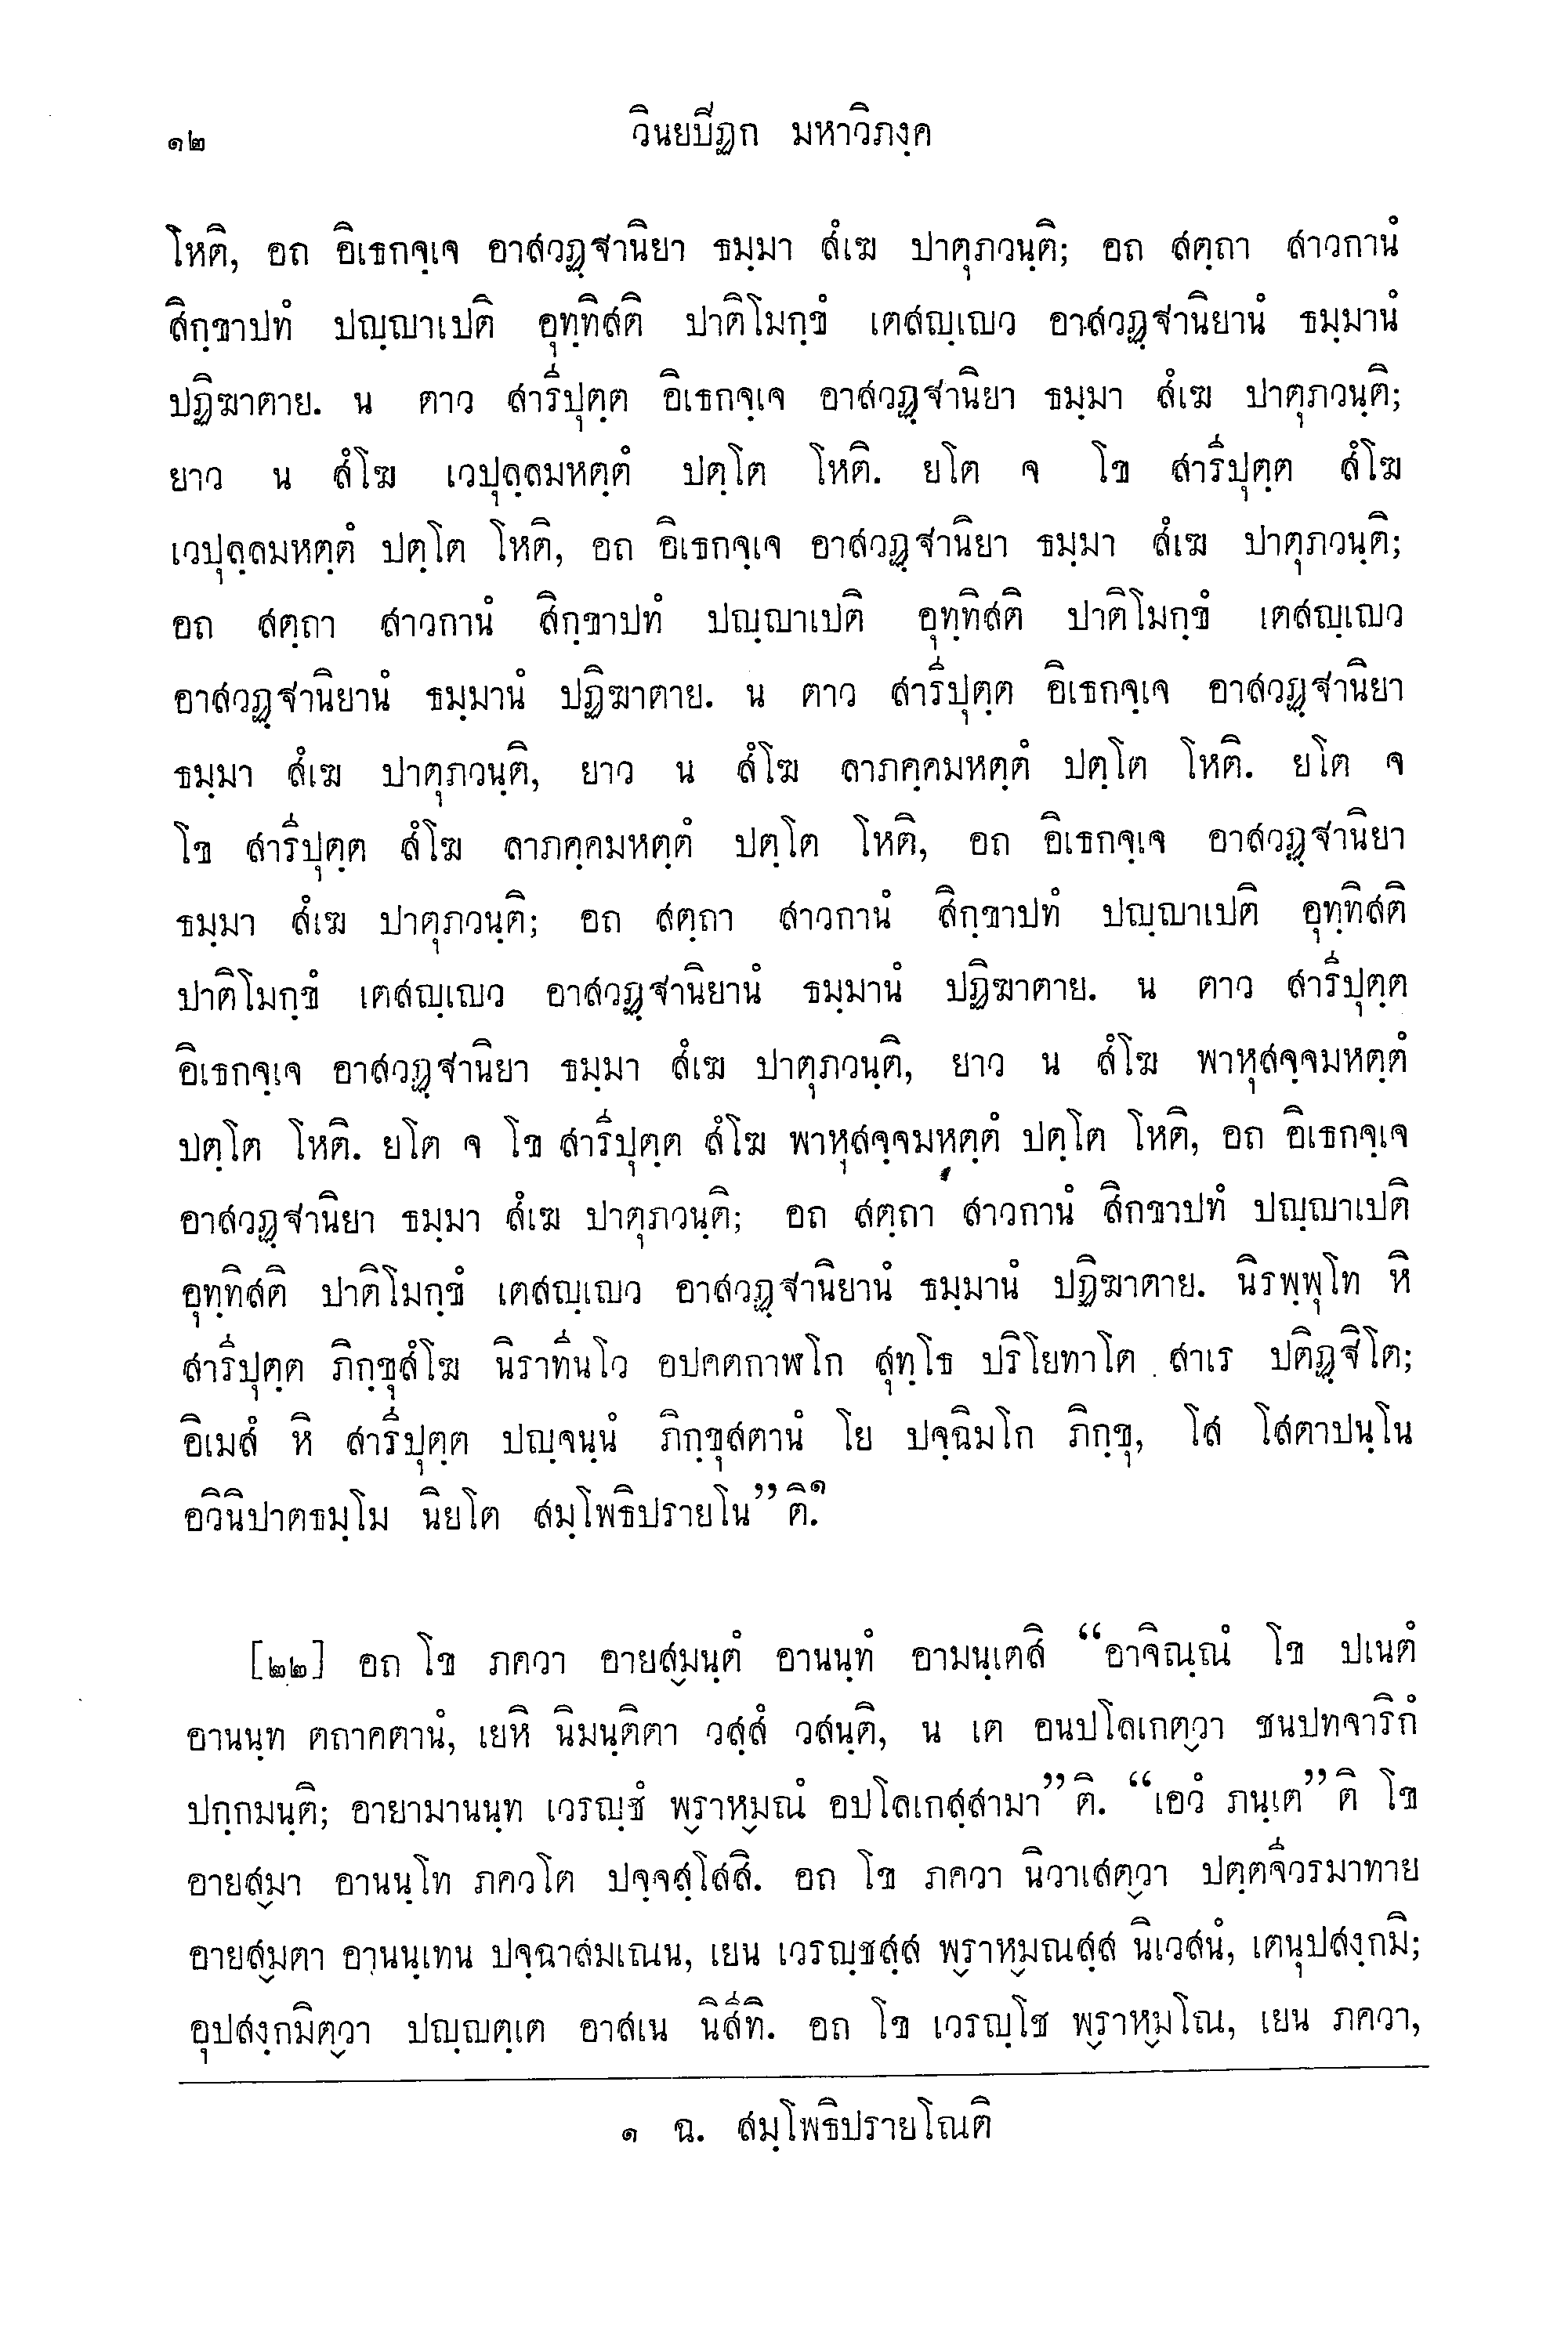 ๑๒ วินยปิฏก มหาวิภงฺค
โหติ, อถ อิเธกจฺเจ อาสวฏฺฐานิยา ธมฺมา สํเฆ ปาตุภวนฺติ; อถ สตฺถา สาวกานํ
สิกฺขาปทํ ปญฺญาเปติ อุทฺทิสติ ปาติโมกฺขํ เตสญฺเญว อาสวฏฺฐานิยานํ ธมฺมานํ
ปฏิฆาตาย. น ตาว สารีปุตฺต อิเธกจฺเจ อาสวฏฺฐานิยา ธมฺมา สํเฆ ปาตุภวนฺติ;
ยาว น สํโฆ เวปุลฺลมหตฺตํ ปตฺโต โหติ. ยโต จ โข สารีปุตฺต สํโฆ
เวปุลฺลมหตฺตํ ปตฺโต โหติ, อถ อิเธกจฺเจ อาสวฏฺฐานิยา ธมฺมา สํเฆ ปาตุภวนฺติ;
อถ สตฺถา สาวกานํ สิกฺขาปทํ ปญฺญาเปติ อุทฺทิสติ ปาติโมกฺขํ เตสญฺเญว
อาสวฏฺฐานิยานํ ธมฺมานํ ปฏิฆาตาย. น ตาว สารีปุตฺต อิเธกจฺเจ อาสวฏฺฐานิยา
ธมฺมา สํเฆ ปาตุภวนฺติ, ยาว น สํโฆ ลาภคฺคมหตฺตํ ปตฺโต โหติ. ยโต จ
โข สารีปุตฺต สํโฆ ลาภคฺคมหตฺตํ ปตฺโต โหติ, อถ อิเธกจฺเจ อาสวฏฺฐานิยา
ธมฺมา สํเฆ ปาตุภวนฺติ; อถ สตฺถา สาวกานํ สิกฺขาปทํ ปญฺญาเปติ อุทฺทิสติ
ปาติโมกฺขํ เตสญฺเญว อาสวฏฺฐานิยานํ ธมฺมานํ ปฏิฆาตาย. น ตาว สารีปุตฺต
อิเธกจฺเจ อาสวฏฺฐานิยา ธมฺมา สํเฆ ปาตุภวนฺติ, ยาว น สํโฆ พาหุสจฺจมหตฺตํ
ปตฺโต โหติ. ยโต จ โข สารีปุตฺต สํโฆ พาหุสจฺจมหตฺตํ ปตฺโต โหติ, อถ อิเธกจฺเจ
อาสวฏฺฐานิยา ธมฺมา สํเฆ ปาตุภวนฺติ; อถ สตฺถา สาวกานํ สิกขาปทํ ปญฺญาเปติ
อุทฺทิสติ ปาติโมกฺขํ เตสญฺเญว อาสวฏฺฐานิยานํ ธมฺมานํ ปฏิฆาตาย. นิรพฺพุโท หิ
สารีปุตฺต ภิกฺขุสํโฆ นิราทีนโว อปคตกาฬโก สุทฺโธ ปริโยทาโต สาเร ปติฏฺฐิโต;
อิเมสํ หิ สารีปุตฺต ปญฺจนฺนํ ภิกฺขุสตานํ โย ปจฺฉิมโก ภิกฺขุ, โส โสตาปนฺโน
อวินิปาตธมฺโม นิยโต สมฺโพธิปรายโน”ติ.๑
[๒๒] อถ โข ภควา อายสฺมนฺตํ อานนฺทํ อามนฺเตสิ “อาจิณฺณํ โข ปเนตํ
อานนฺท ตถาคตานํ, เยหิ นิมนฺติตา วสฺสํ วสนฺติ, น เต อนปโลเกตฺวา ชนปทจาริกํ
ปกฺกมนฺติ; อายามานนฺท เวรญฺชํ พฺราหฺมณํ อปโลเกสฺสามา”ติ. “เอวํ ภนฺเต”ติ โข
อายสฺมา อานนฺโท ภควโต ปจฺจสฺโสสิ. อถ โข ภควา นิวาเสตฺวา ปตฺตจีวรมาทาย
อายสฺมตา อานนฺเทน ปจฺฉาสมเณน, เยน เวรญฺชสฺส พฺราหฺมณสฺส นิเวสนํ, เตนุปสงฺกมิ;
อุปสงฺกมิตฺวา ปญฺญตฺเต อาสเน นิสีทิ. อถ โข เวรญฺโช พฺราหฺมโณ, เยน ภควา,
๑ ฉ. สมฺโพธิปรายโณติ